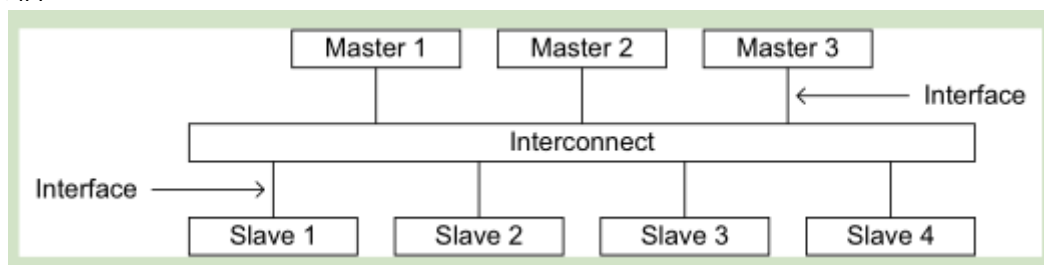 Master 1 Master 2 Master 3
Interface
Interconnect
Interface
Slave 1 Slave 2 Slave 3 Slave 4